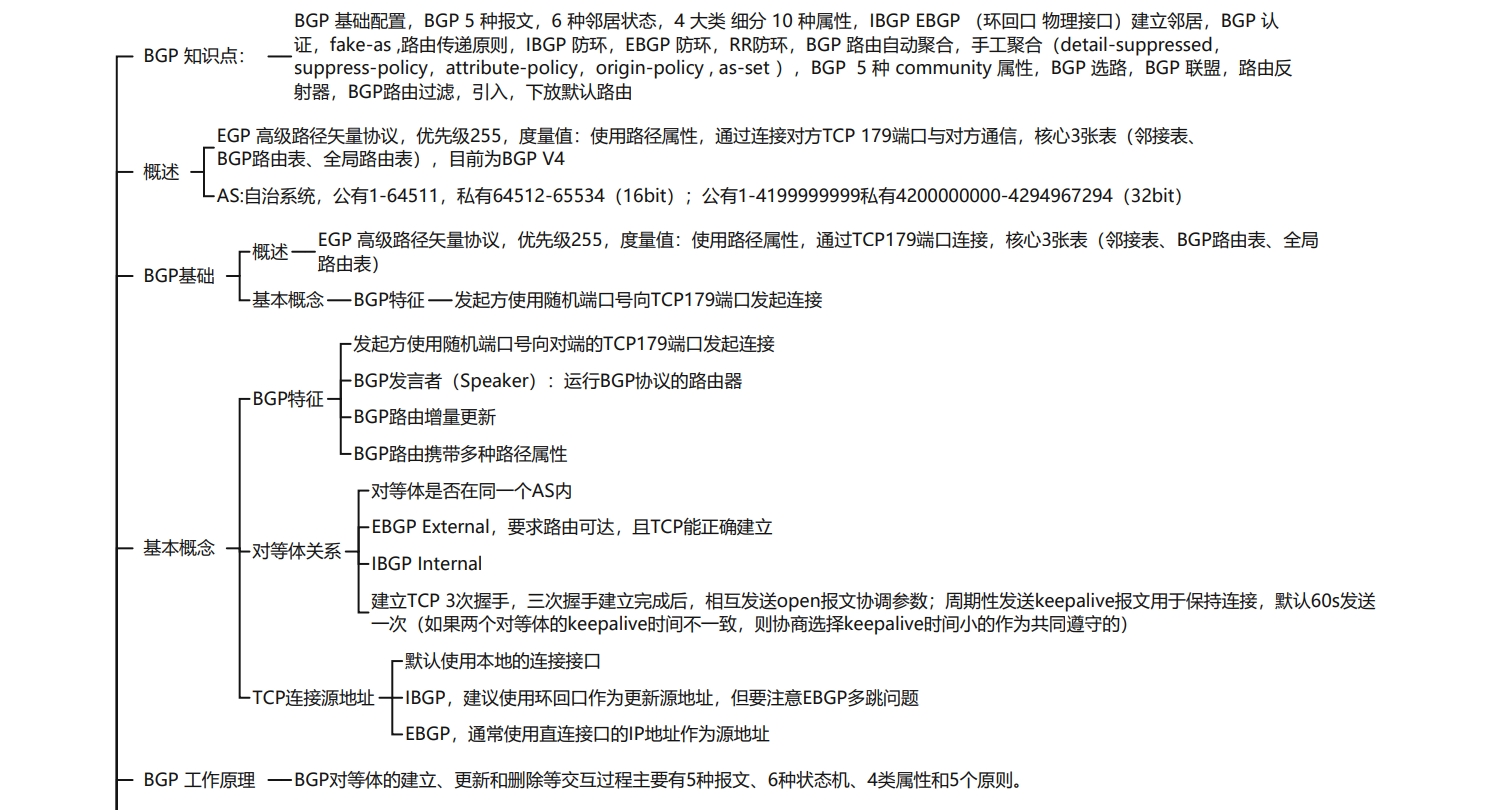 BGP 知识点：
BGP 基础配置，BGP 5 种报文，6 种邻居状态，4 大类 细分 10 种属性，IBGP EBGP （环回口 物理接口）建立邻居，BGP 认
证，fake-as ,路由传递原则，IBGP 防环，EBGP 防环，RR防环，BGP 路由自动聚合，手工聚合（detail-suppressed，
suppress-policy，attribute-policy，origin-policy , as-set ），BGP 5 种 community 属性，BGP 选路，BGP 联盟，路由反
射器，BGP路由过滤，引入，下放默认路由
概述
EGP 高级路径矢量协议，优先级255，度量值：使用路径属性，通过连接对方TCP 179端口与对方通信，核心3张表（邻接表、
BGP路由表、全局路由表），目前为BGP V4
AS:自治系统，公有1-64511，私有64512-65534（16bit）；公有1-4199999999私有4200000000-4294967294（32bit）
BGP基础
概述
EGP 高级路径矢量协议，优先级255，度量值：使用路径属性，通过TCP179端口连接，核心3张表（邻接表、BGP路由表、全局
路由表）
基本概念
BGP特征
发起方使用随机端口号向TCP179端口发起连接
基本概念
BGP特征
发起方使用随机端口号向对端的TCP179端口发起连接
BGP发言者（Speaker）：运行BGP协议的路由器
BGP路由增量更新
BGP路由携带多种路径属性
对等体关系
对等体是否在同一个AS内
EBGP External，要求路由可达，且TCP能正确建立
IBGP Internal
建立TCP 3次握手，三次握手建立完成后，相互发送open报文协调参数；周期性发送keepalive报文用于保持连接，默认60s发送
一次（如果两个对等体的keepalive时间不一致，则协商选择keepalive时间小的作为共同遵守的）
TCP连接源地址
默认使用本地的连接接口
IBGP，建议使用环回口作为更新源地址，但要注意EBGP多跳问题
EBGP，通常使用直连接口的IP地址作为源地址
BGP 工作原理
BGP对等体的建立、更新和删除等交互过程主要有5种报文、6种状态机、4类属性和5个原则。